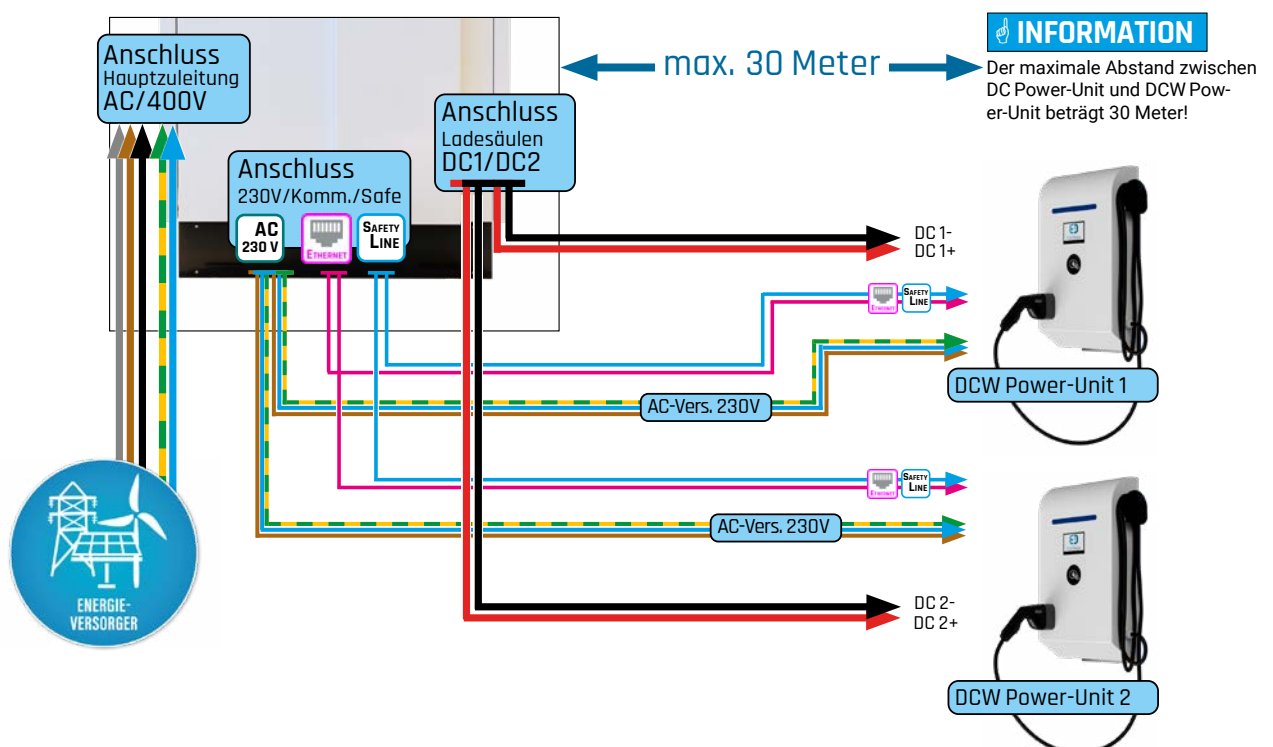 Anschluss
Hauptzuleitung
AC/400V
max. 30 Meter
INFORMATION
Der maximale Abstand zwischen
DC Power-Unit und DCW Pow-
er-Unit beträgt 30 Meter!
Anschluss
Ladesäulen
DC1/DC2
Anschluss
230V/Komm./Safe
AC
230 V
ETHERNET
SAFETY
LINE
DC 1-
DC 1+
ETHERNET
SAFETY
LINE
DCW Power-Unit 1
AC-Vers. 230V
ETHERNET
SAFETY
LINE
AC-Vers. 230V
DC 2-
DC 2+
DCW Power-Unit 2
ENERGIE-
VERSORGER